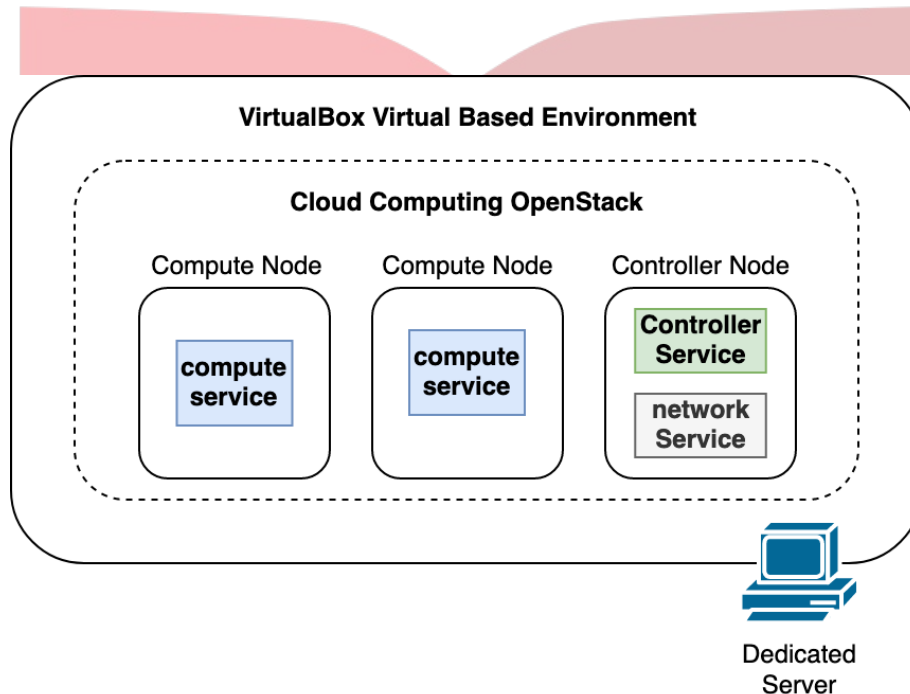 VirtualBox Virtual Based Environment
Cloud Computing OpenStack
Compute Node
Compute Node
Controller Node
compute
service
compute
service
Controller
Service
network
Service
Dedicated
Server